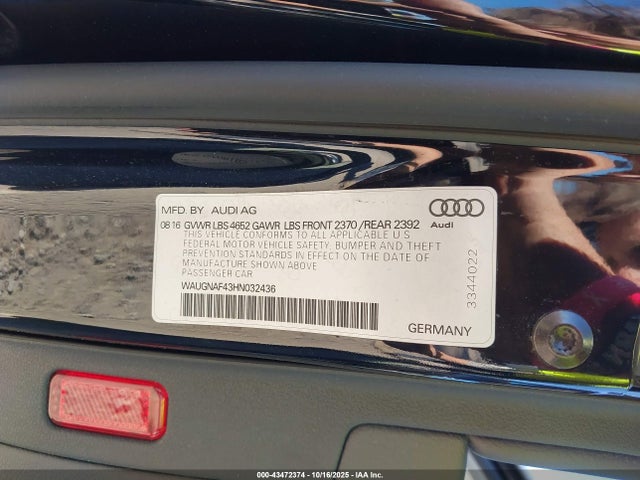 MFD. BY AUDI AG
08 16 GVWR LBS 4652 GAWR LBS FRONT 2370 / REAR 2392
THIS VEHICLE CONFORMS TO ALL APPLICABLE U S
FEDERAL MOTOR VEHICLE SAFETY, BUMPER AND THEFT
PREVENTION STANDARDS IN EFFECT ON THE DATE OF
MANUFACTURE SHOWN ABOVE
PASSENGER CAR
WAUGNAF43HN032436
Audi
3344022
GERMANY
000-43472374 - 10/16/2025 - IAA, Inc.